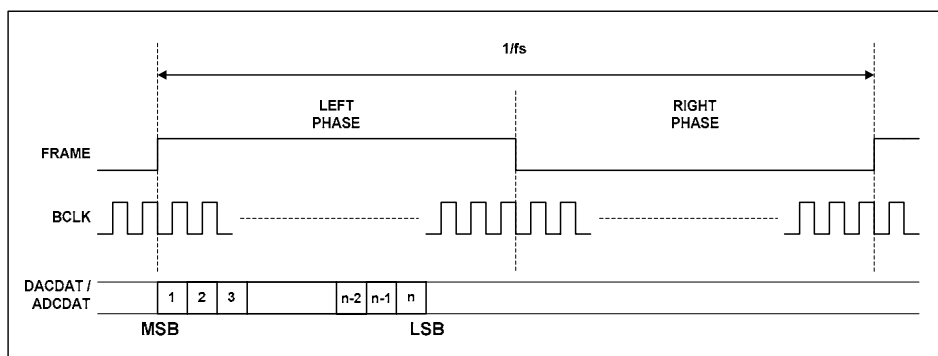 1/fs
LEFT
PHASE
RIGHT
PHASE
FRAME
BCLK
DACDAT /
ADCDAT
1 2 3 n-2 n-1 n
MSB LSB